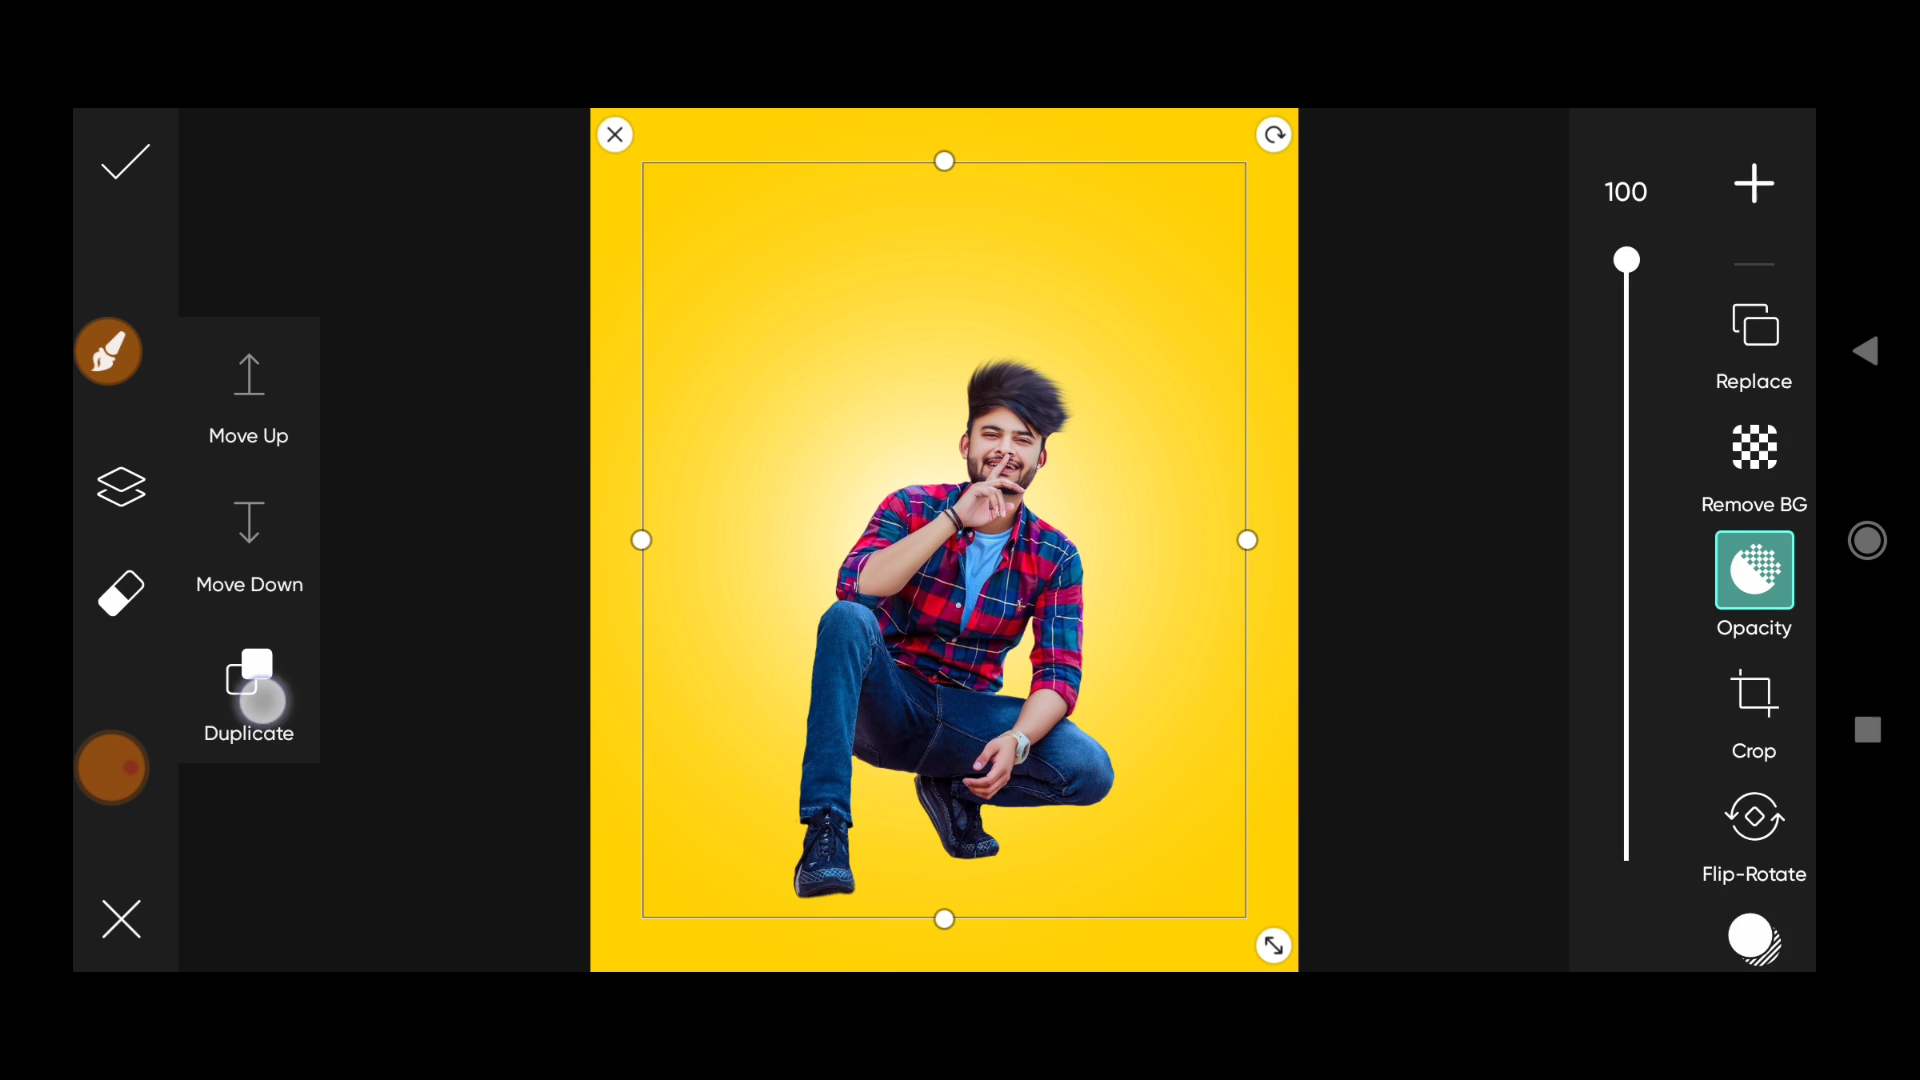 100
Move Up
Move Down
Duplicate
Replace
Remove BG
Opacity
Crop
Flip-Rotate